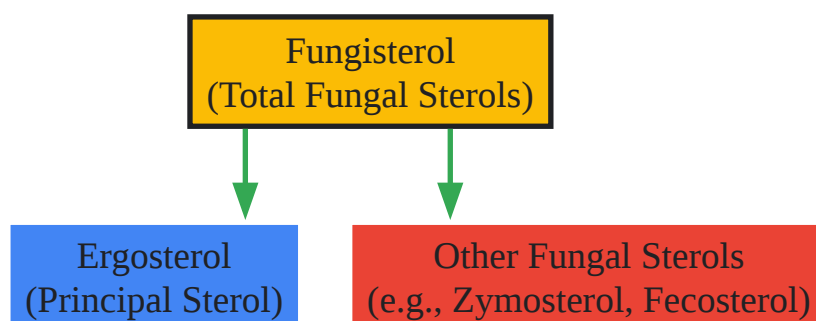 Fungisterol
(Total Fungal Sterols)
Ergosterol
(Principal Sterol)
Other Fungal Sterols
(e.g., Zymosterol, Fecosterol)